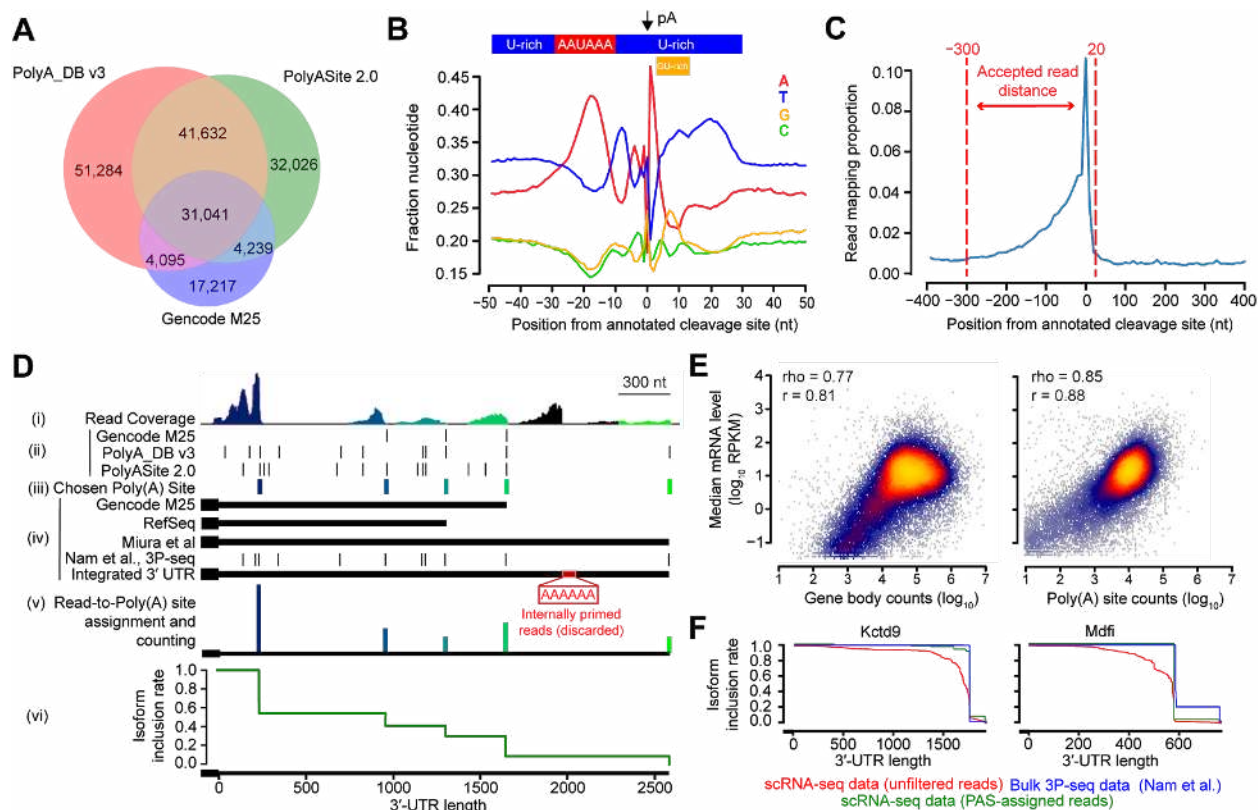 A
PolyA_DB v3
PolyASite 2.0
41,632
51,284
32,026
31,041
4,095
4,239
17,217
Gencode M25
B
pA
U-rich AAUAAA U-rich
GU-rich
A
T
G
C
Fraction nucleotide
0.45
0.40
0.35
0.30
0.25
0.20
0.15
−50 −40 −30 −20 −10 0 10 20 30 40 50
Position from annotated cleavage site (nt)
C
−300 20
Accepted read
distance
Read mapping proportion
0.10
0.08
0.06
0.04
0.02
0.00
−400 −300 −200 −100 0 100 200 300 400
Position from annotated cleavage site (nt)
D
300 nt
(i) Read Coverage
Gencode M25
(ii) PolyA_DB v3
PolyASite 2.0
(iii) Chosen Poly(A) Site
Gencode M25
RefSeq
(iv) Miura et al
Nam et al., 3P-seq
Integrated 3′ UTR
AAAAAA
Internally primed
reads (discarded)
(v) Read-to-Poly(A) site
assignment and
counting
(vi)
Isoform
inclusion rate
1.0
0.8
0.6
0.4
0.2
0.0
0 500 1000 1500 2000 2500
3′-UTR length
E
rho = 0.77
r = 0.81
rho = 0.85
r = 0.88
Median mRNA level
(log10 RPKM)
4
3
2
1
0
−1
1 2 3 4 5 6 7
Gene body counts (log10)
1 2 3 4 5 6 7
Poly(A) site counts (log10)
F
Kctd9
Mdfi
Isoform
inclusion rate
1.0
0.8
0.6
0.4
0.2
0.0
0 500 1000 1500
3′-UTR length
0 200 400 600
3′-UTR length
scRNA-seq data (unfiltered reads) Bulk 3P-seq data (Nam et al.)
scRNA-seq data (PAS-assigned reads)